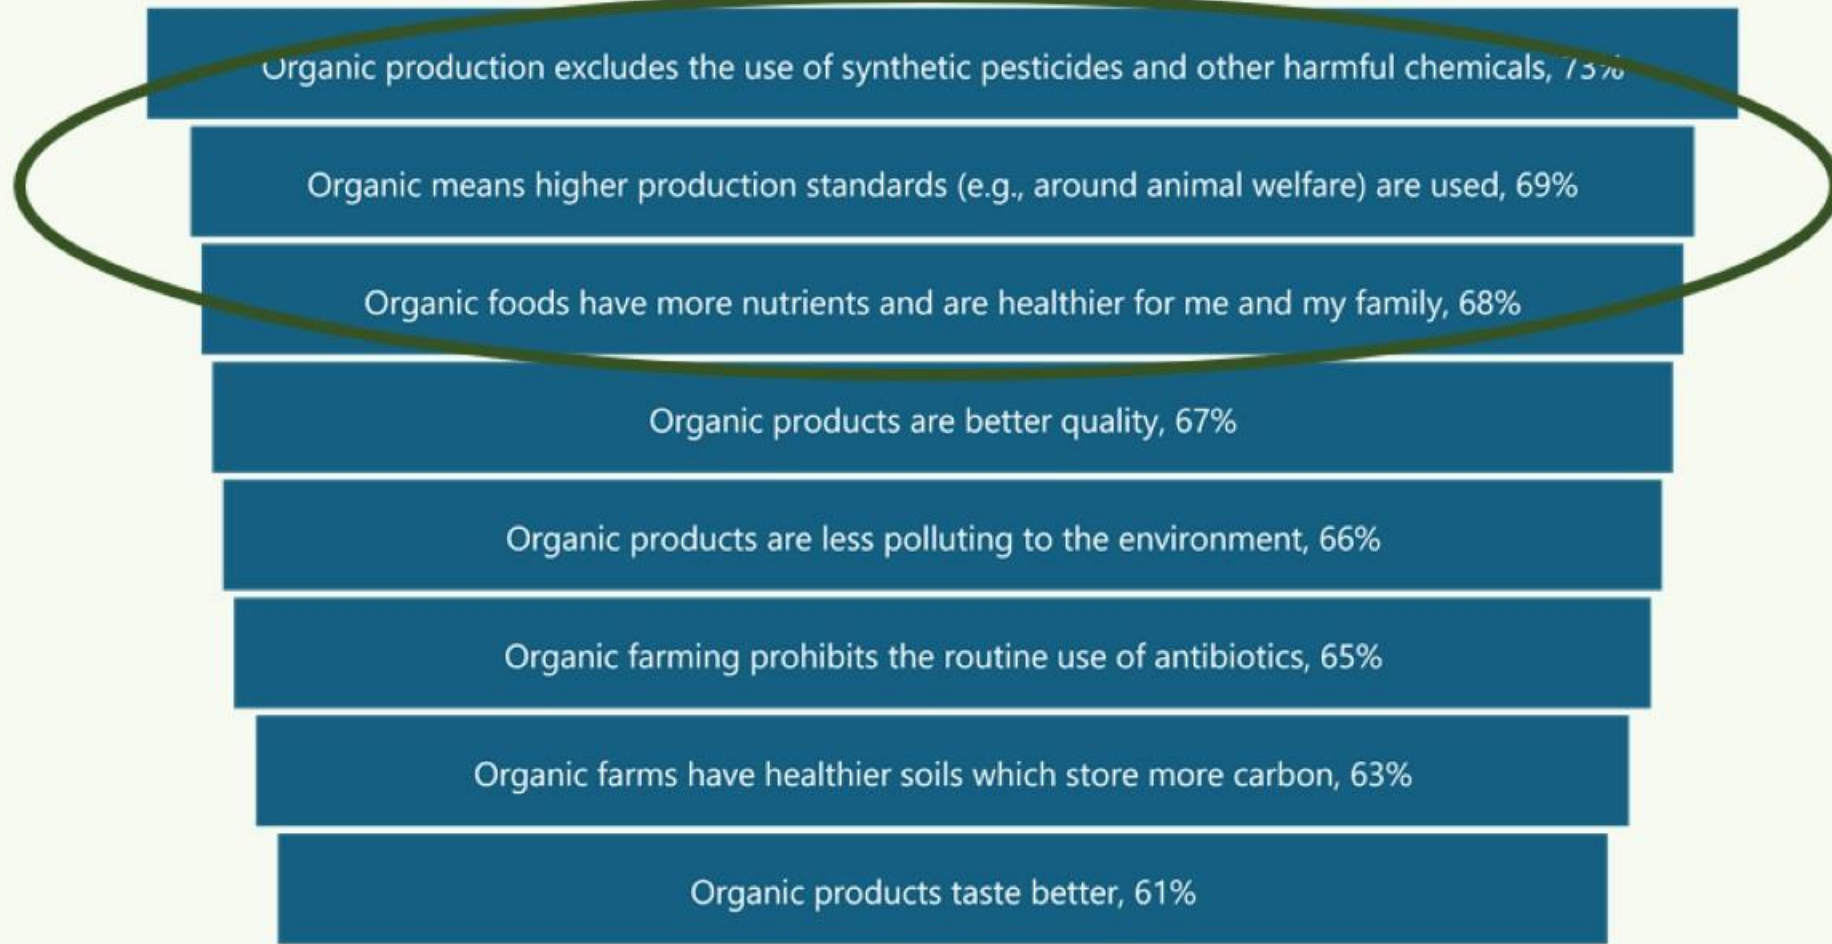 Organic production excludes the use of synthetic pesticides and other harmful chemicals, 73%
Organic means higher production standards (e.g., around animal welfare) are used, 69%
Organic foods have more nutrients and are healthier for me and my family, 68%
Organic products are better quality, 67%
Organic products are less polluting to the environment, 66%
Organic farming prohibits the routine use of antibiotics, 65%
Organic farms have healthier soils which store more carbon, 63%
Organic products taste better, 61%